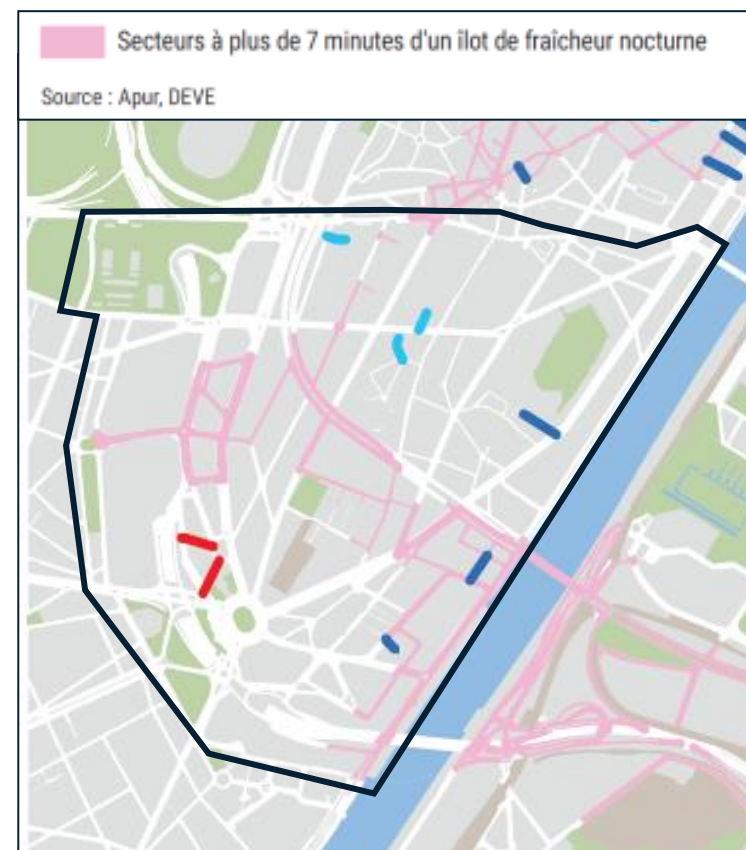 Secteurs à plus de 7 minutes d'un îlot de fraîcheur nocturne
Source : Apur, DEVE